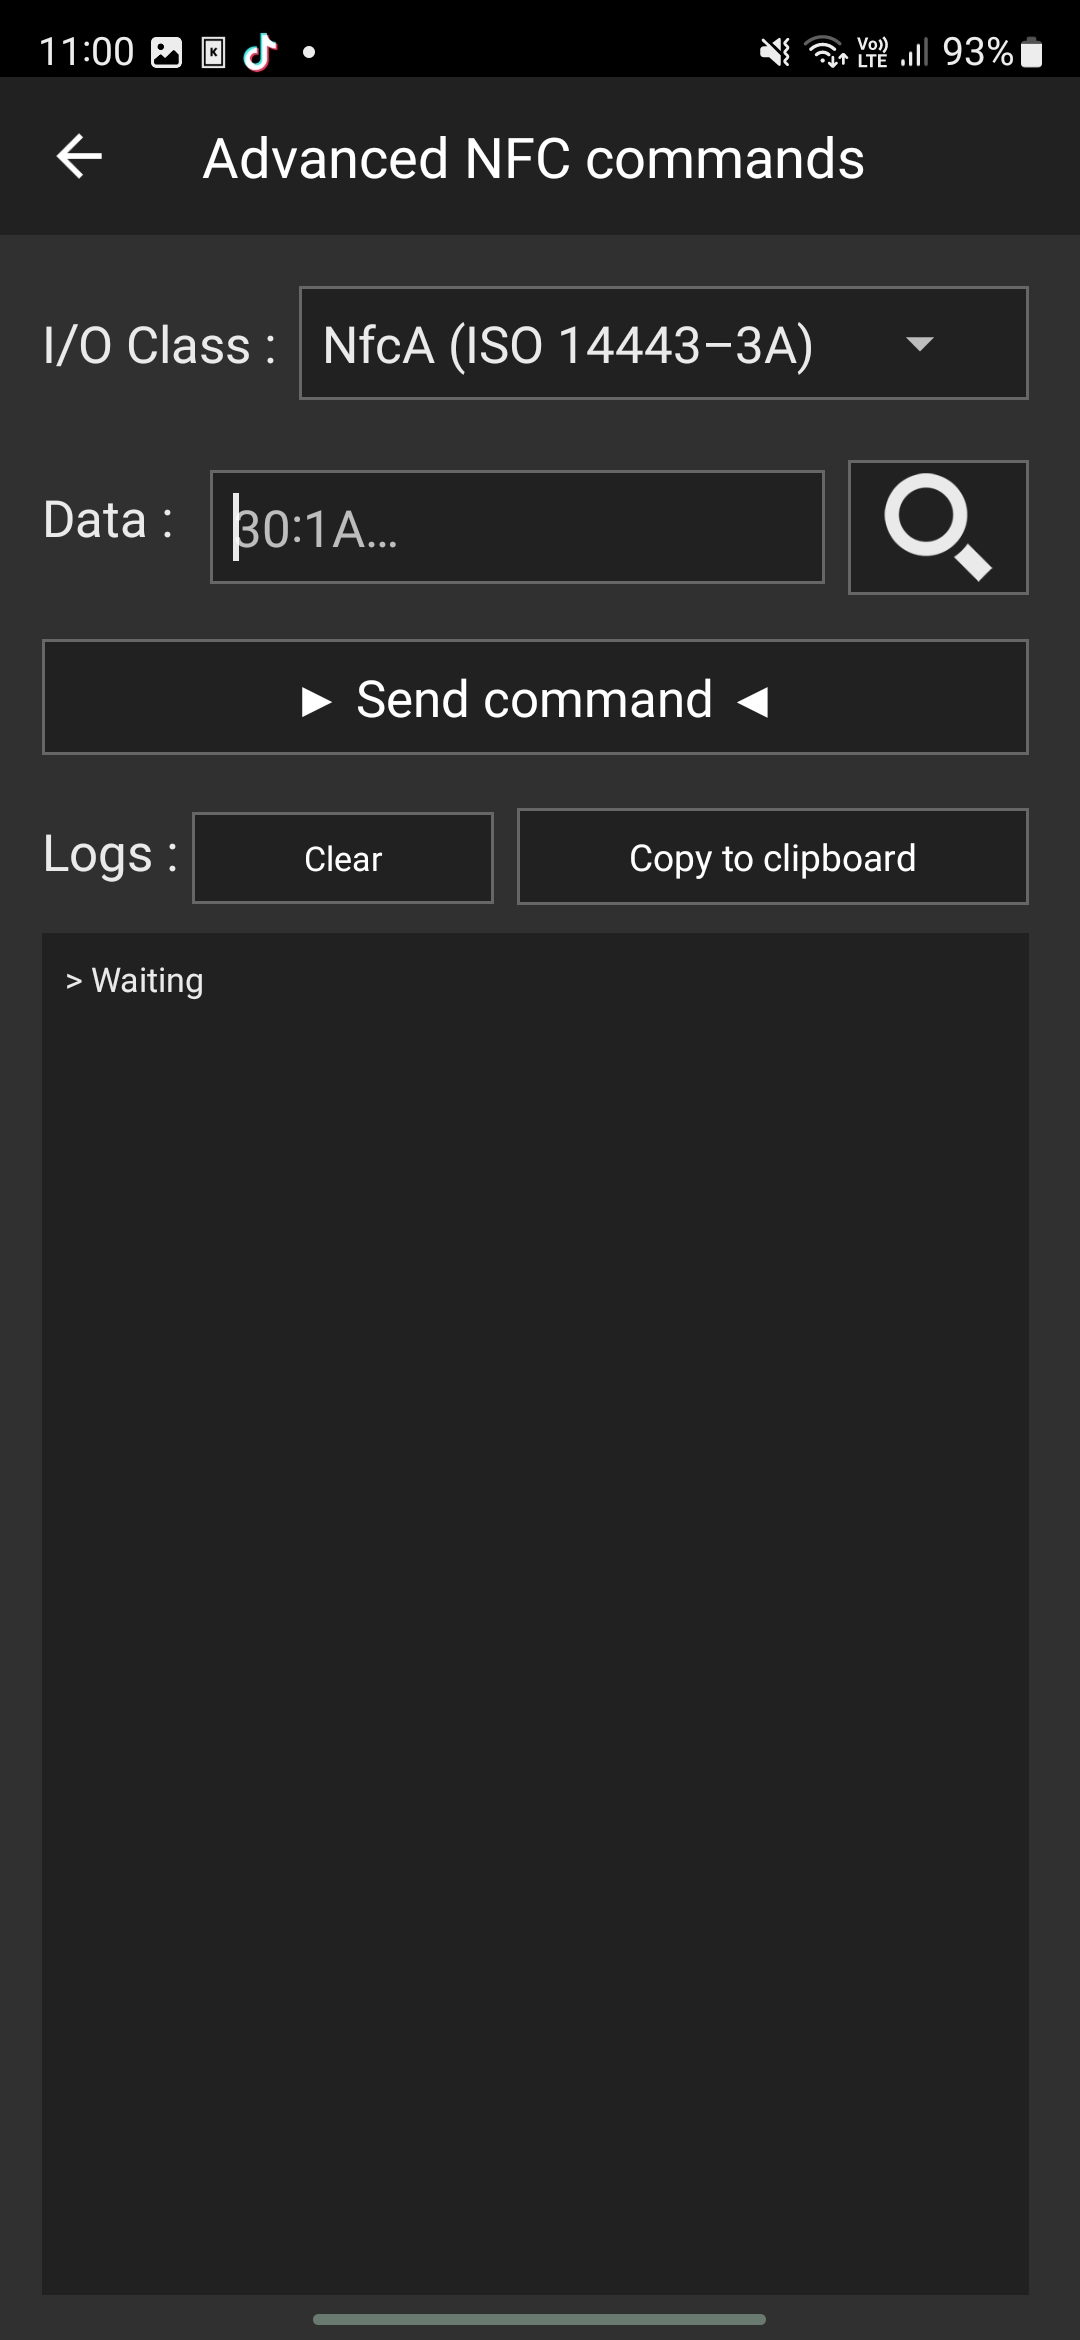 11:00 K Vo)) LTE 93%
Advanced NFC commands
I/O Class : NfcA (ISO 14443–3A)
Data : 30:1A...
► Send command ◄
Logs : Clear Copy to clipboard
> Waiting